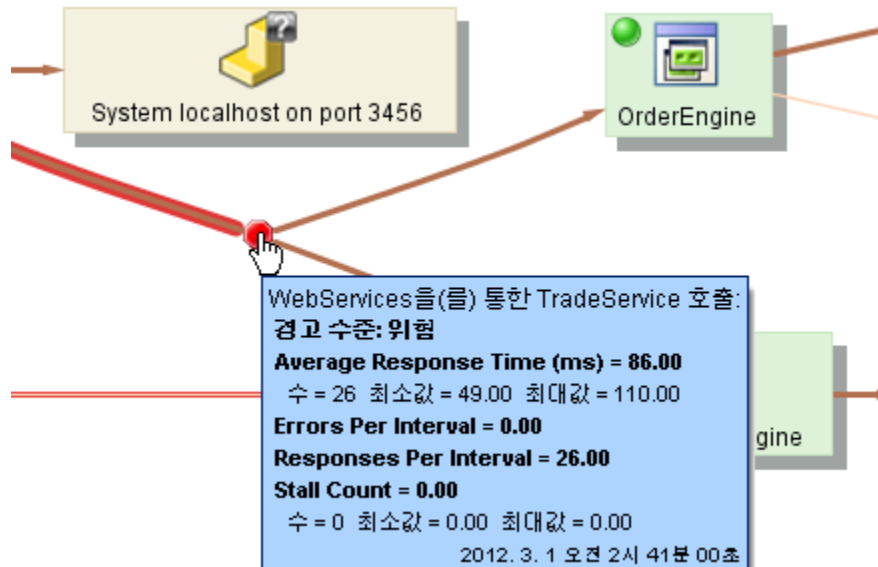 ?
System localhost on port 3456
OrderEngine
WebServices을(를) 통한 TradeService 호출:
경고 수준: 위험
Average Response Time (ms) = 86.00
수 = 26 최소값 = 49.00 최대값 = 110.00
Errors Per Interval = 0.00
Responses Per Interval = 26.00
Stall Count = 0.00
수 = 0 최소값 = 0.00 최대값 = 0.00
2012. 3. 1 오전 2시 41분 00초
gine